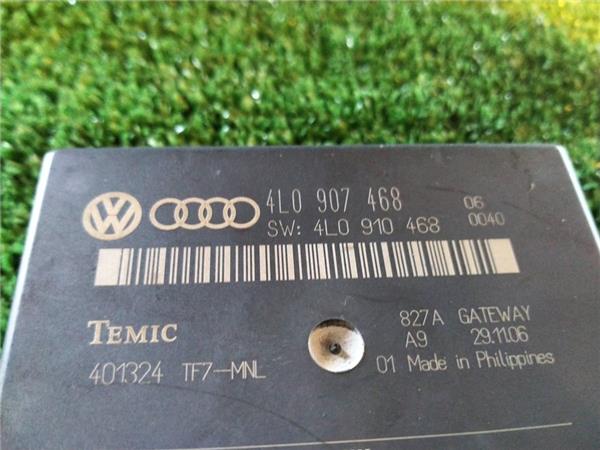 4L0 907 468 06
SW: 4L0 910 468 0040
TEMIC 827A GATEWAY
A9 29.11.06
401324 TF7-MNL 01 Made in Philippines